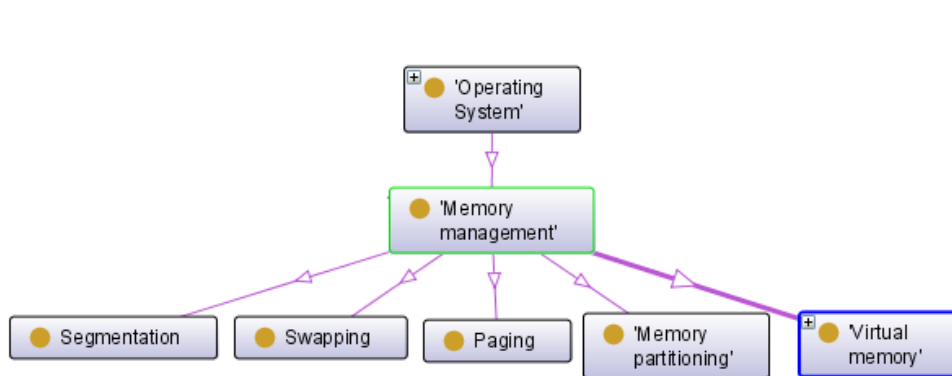 'Operating
System'
'Memory
management'
Segmentation
Swapping
Paging
'Memory
partitioning'
'Virtual
memory'